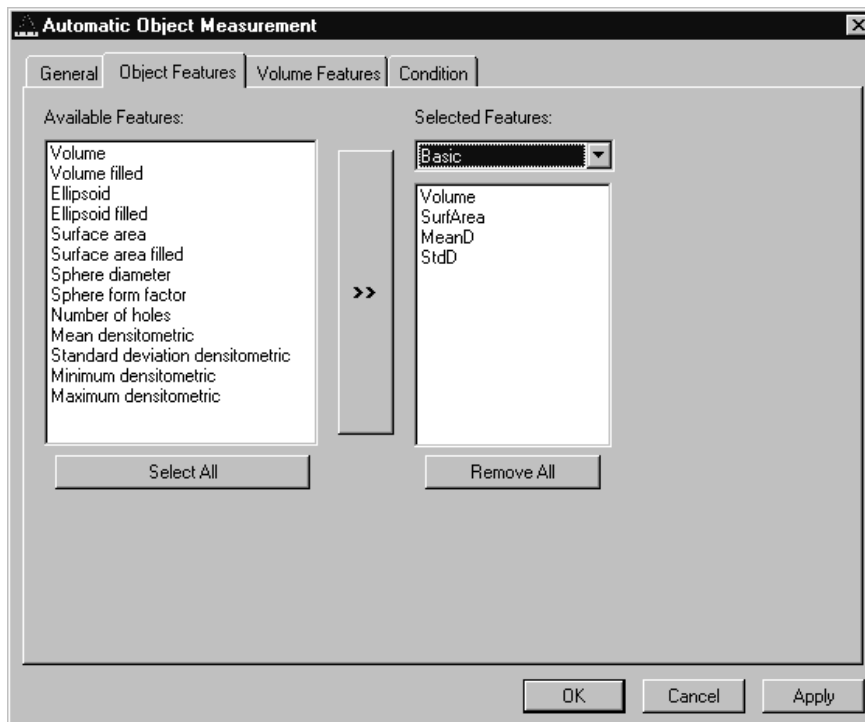 Automatic Object Measurement
General Object Features Volume Features Condition
Available Features:
Volume
Volume filled
Ellipsoid
Ellipsoid filled
Surface area
Surface area filled
Sphere diameter
Sphere form factor
Number of holes
Mean densitometric
Standard deviation densitometric
Minimum densitometric
Maximum densitometric
Select All
>>
Selected Features:
Basic
Volume
SurfArea
MeanD
StdD
Remove All
OK Cancel Apply